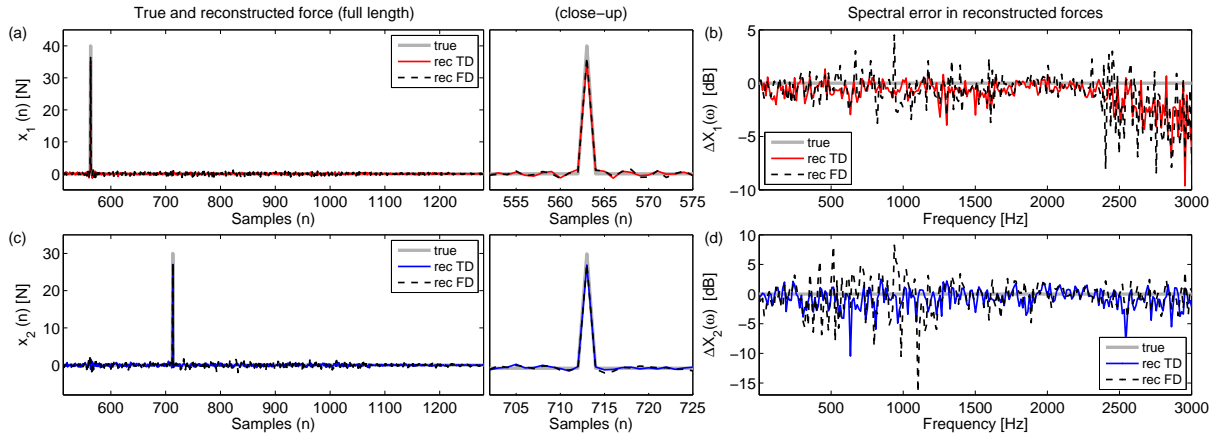 True and reconstructed force (full length)
(close−up)
Spectral error in reconstructed forces
(a)
x1 (n) [N]
40
30
20
10
0
true
rec TD
rec FD
600 700 800 900 1000 1100 1200
Samples (n)
555 560 565 570 575
Samples (n)
(b)
ΔX1(ω) [dB]
5
0
−5
−10
true
rec TD
rec FD
500 1000 1500 2000 2500 3000
Frequency [Hz]
(c)
x2 (n) [N]
30
20
10
0
true
rec TD
rec FD
600 700 800 900 1000 1100 1200
Samples (n)
705 710 715 720 725
Samples (n)
(d)
ΔX2(ω) [dB]
10
5
0
−5
−10
−15
true
rec TD
rec FD
500 1000 1500 2000 2500 3000
Frequency [Hz]